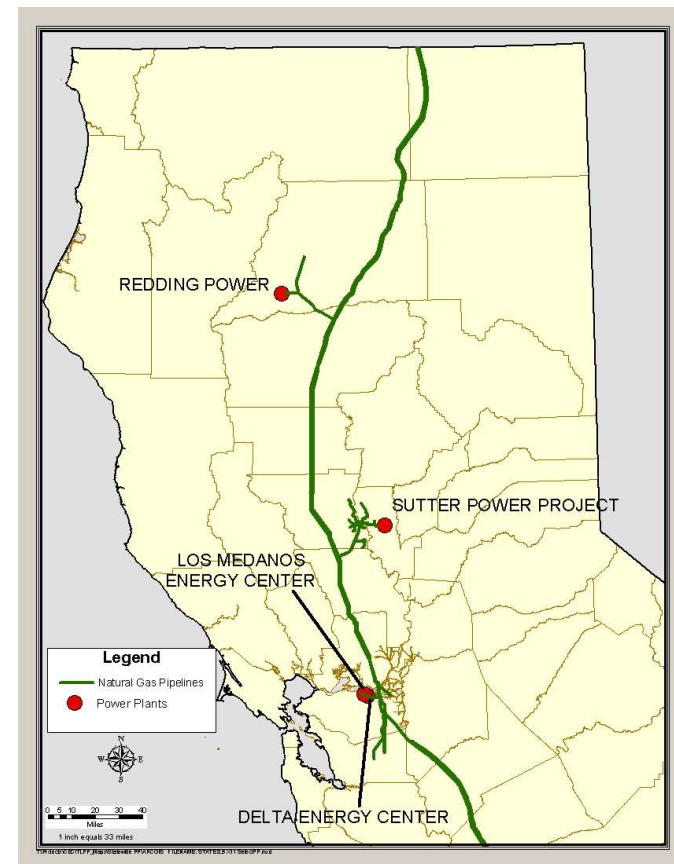 REDDING POWER
SUTTER POWER PROJECT
LOS MEDANOS
ENERGY CENTER
Legend
Natural Gas Pipelines
Power Plants
N
W E
S
0 5 10 20 30 40
Miles
1 inch equals 33 miles
DELTA ENERGY CENTER